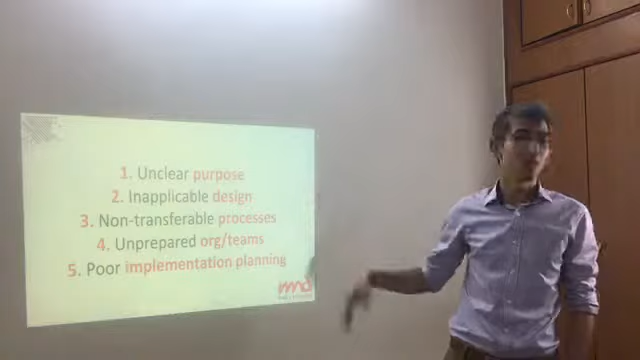 1. Unclear purpose
2. Inapplicable design
3. Non-transferable processes
4. Unprepared org/teams
5. Poor implementation planning